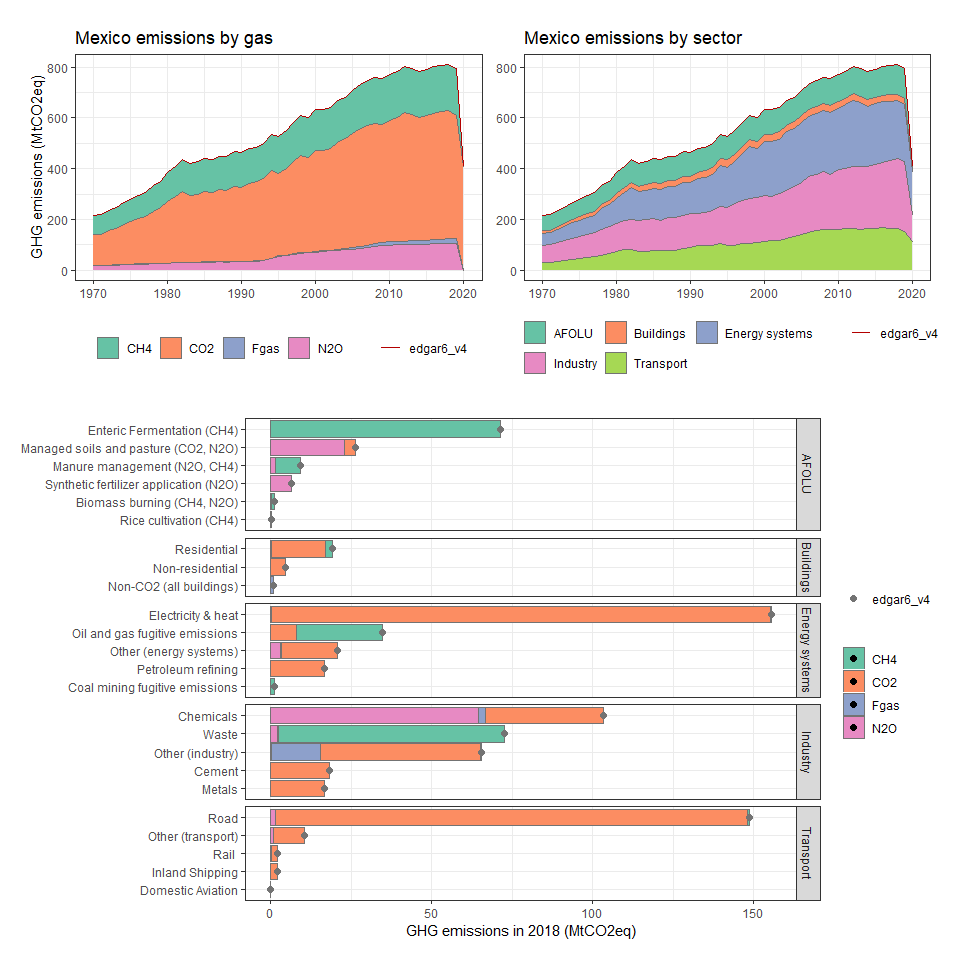 Mexico emissions by gas
GHG emissions (MtCO2eq)
800
600
400
200
0
1970
1980
1990
2000
2010
2020
CH4
CO2
Fgas
N2O
edgar6_v4
Mexico emissions by sector
800
600
400
200
0
1970
1980
1990
2000
2010
2020
AFOLU
Buildings
Energy systems
edgar6_v4
Industry
Transport
Enteric Fermentation (CH4)
Managed soils and pasture (CO2, N2O)
Manure management (N2O, CH4)
Synthetic fertilizer application (N2O)
Biomass burning (CH4, N2O)
Rice cultivation (CH4)
AFOLU
Residential
Non-residential
Non-CO2 (all buildings)
Buildings
Electricity & heat
Oil and gas fugitive emissions
Other (energy systems)
Petroleum refining
Coal mining fugitive emissions
Energy systems
Chemicals
Waste
Other (industry)
Cement
Metals
Industry
Road
Other (transport)
Rail
Inland Shipping
Domestic Aviation
Transport
0
50
100
150
GHG emissions in 2018 (MtCO2eq)
edgar6_v4
CH4
CO2
Fgas
N2O